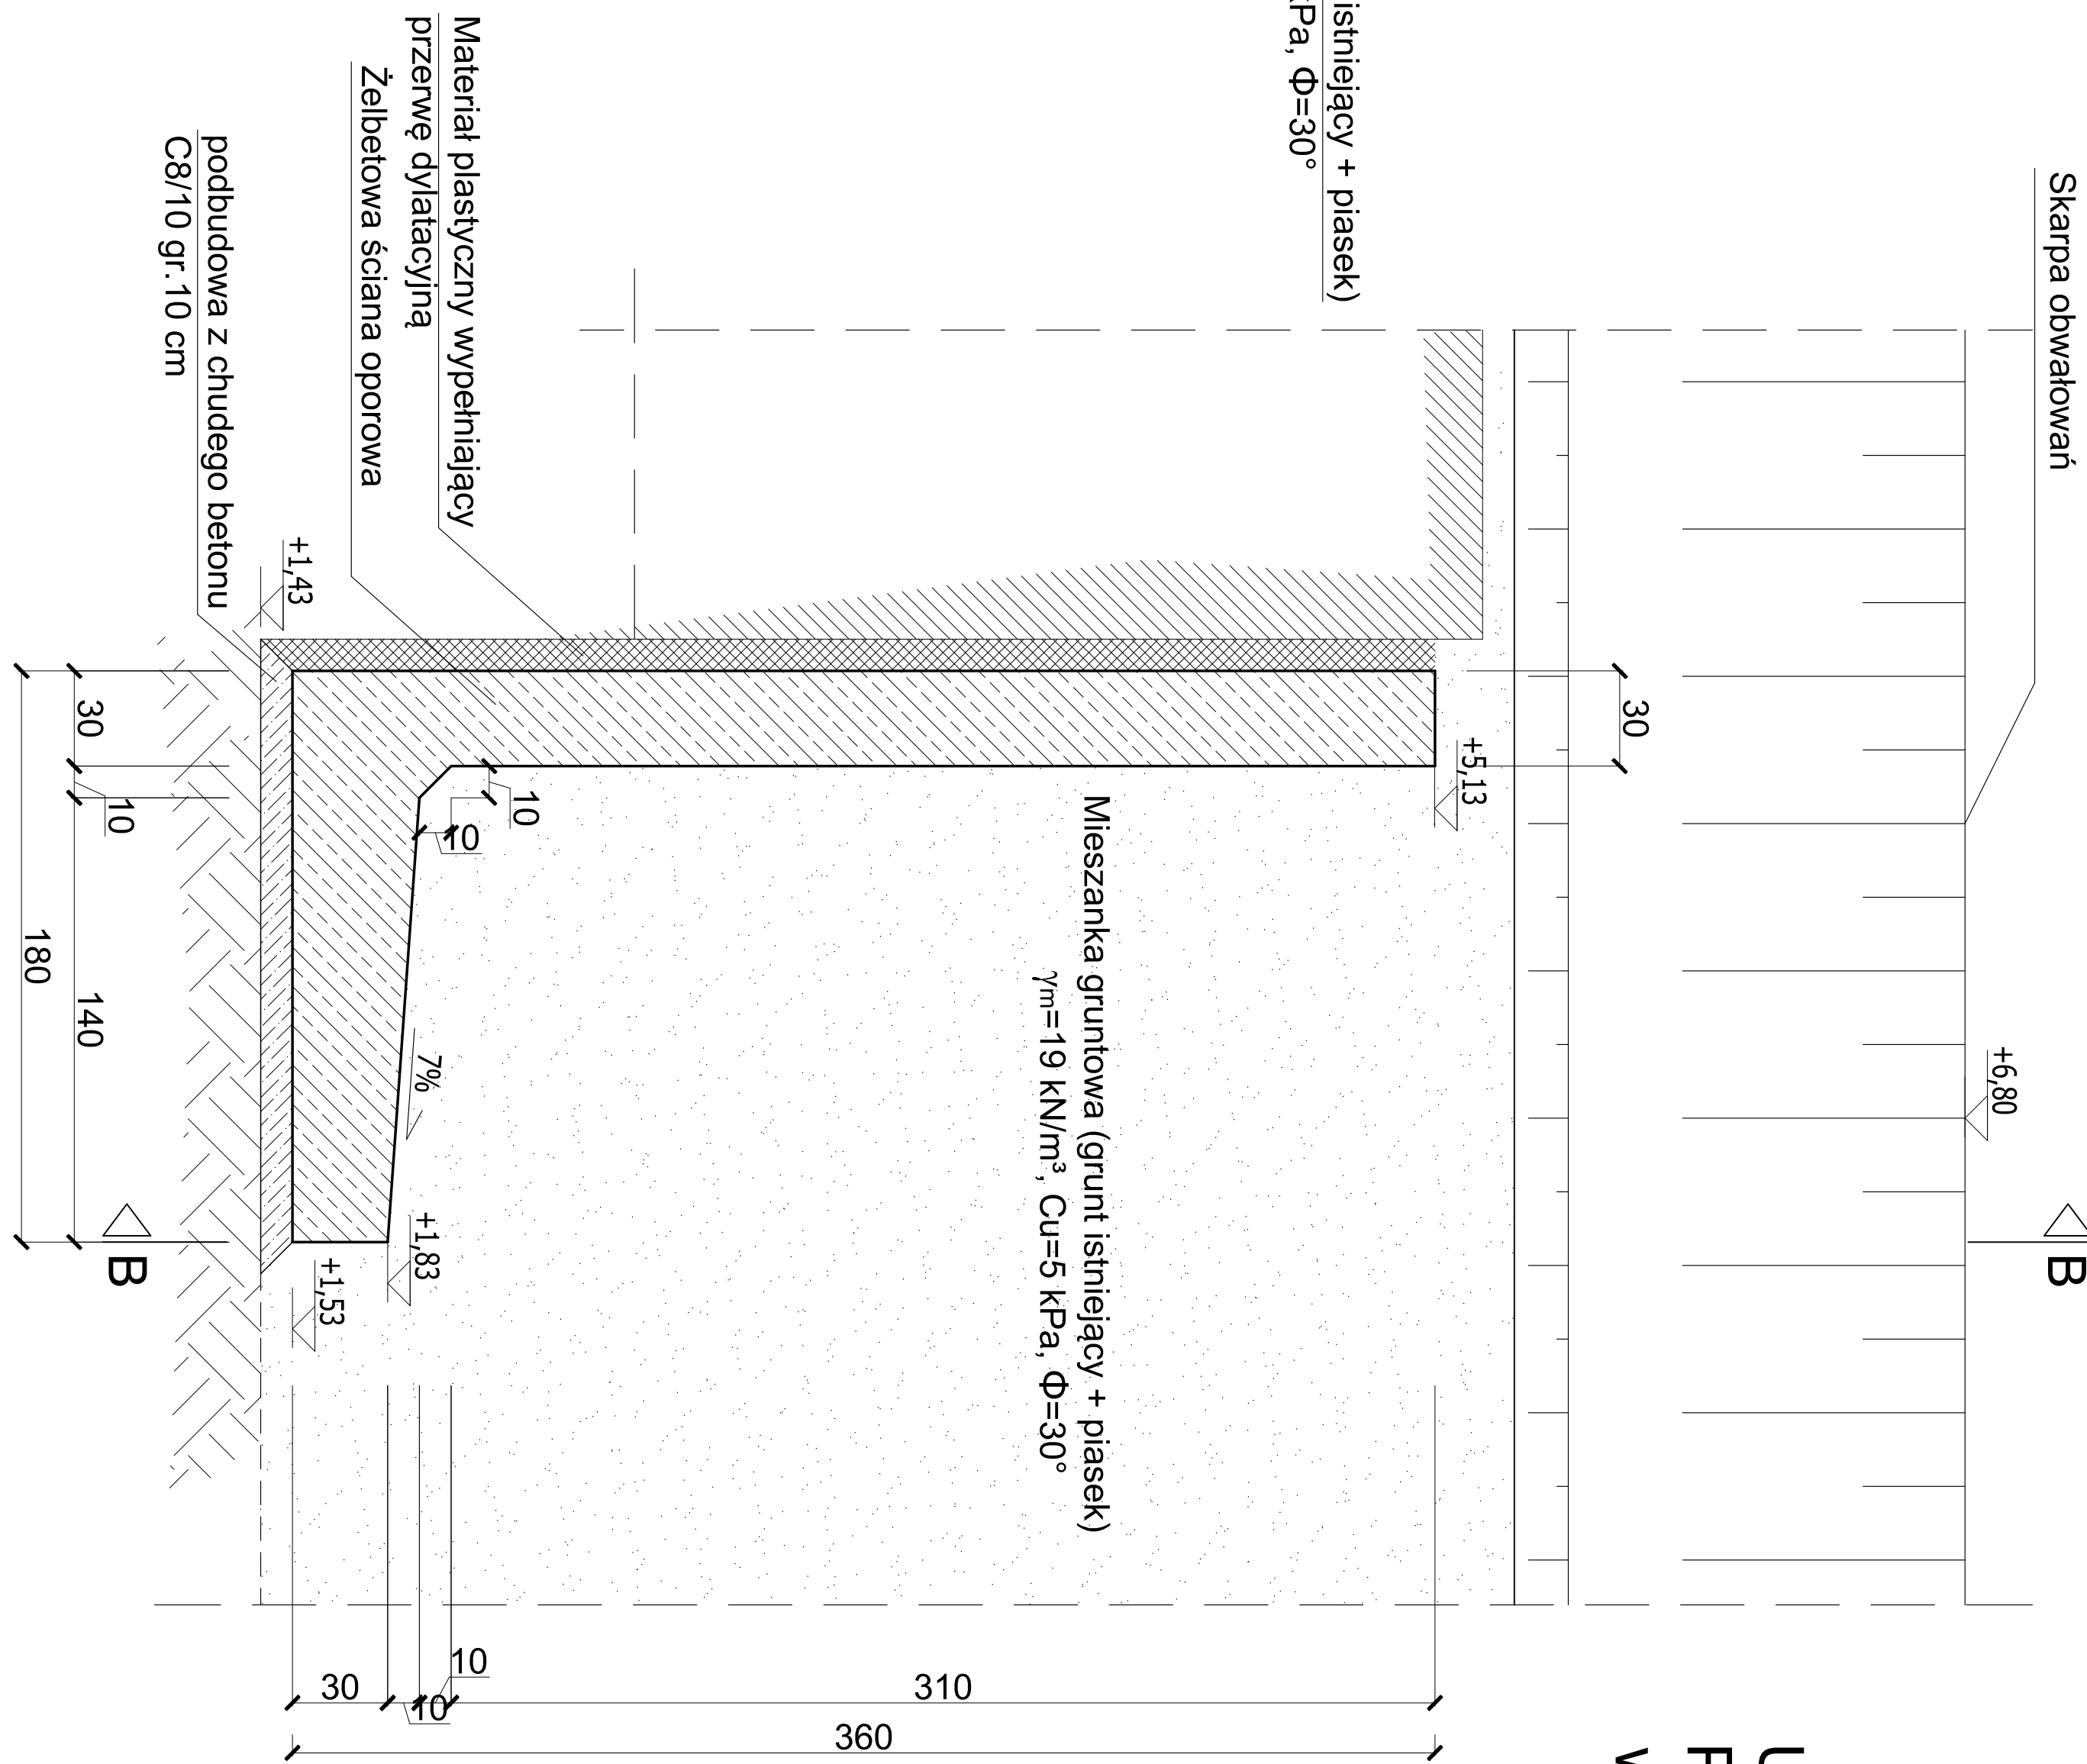 Skarpa obwałowań
+6,80
B
istniejący + piasek)
kPa, Φ=30°
30
+5,13
Mieszanka gruntowa (grunt istniejący + piasek)
γm=19 kN/m³, Cu=5 kPa, Φ=30°
Materiał plastyczny wypełniający
przerwę dylatacyjną
Żelbetowa ściana oporowa
podbudowa z chudego betonu
C8/10 gr.10 cm
+1,43
10
10
7%
+1,83
+1,53
30
10
140
180
B
30
10
10
310
360